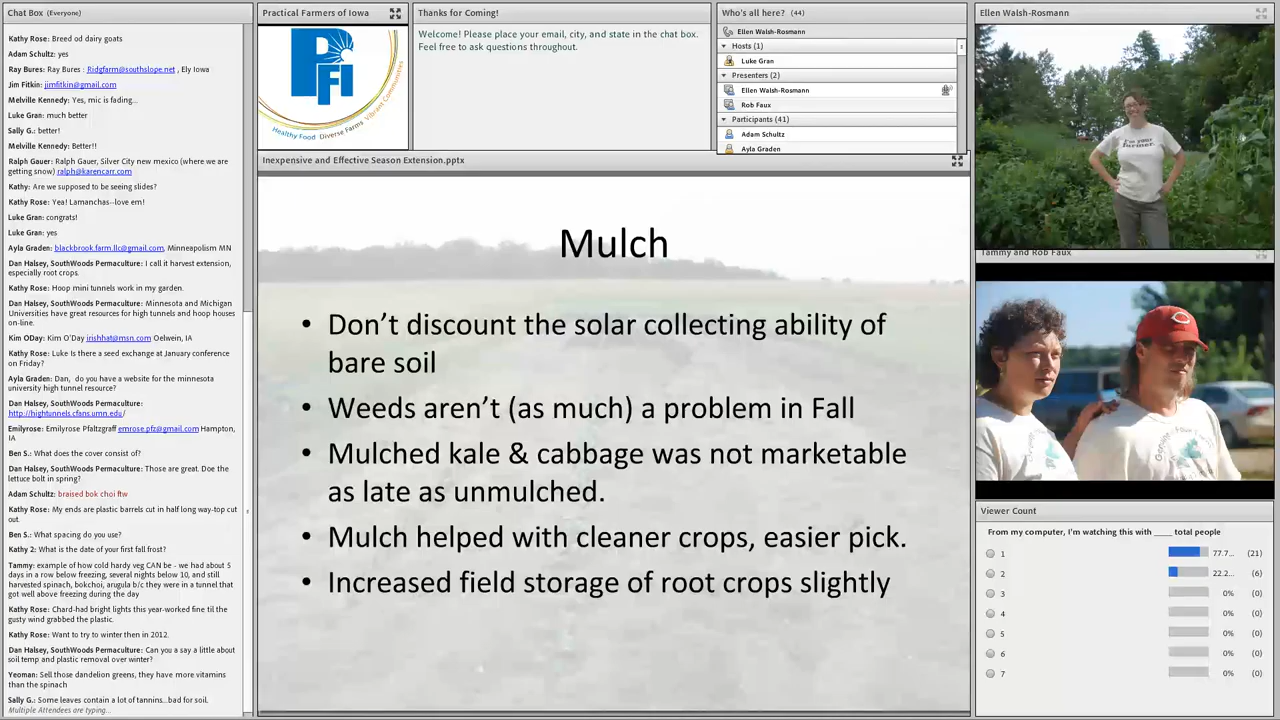 Chat Box (Everyone)
Kathy Rose: Breed od dairy goats
Adam Schultz: yes
Ray Bures: Ray Bures : Ridgfarm@southslope.net , Ely Iowa
Jim Fitkin: jimfitkin@gmail.com
Melville Kennedy: Yes, mic is fading...
Luke Gran: much better
Sally G.: better!
Melville Kennedy: Better!!
Ralph Gauer: Ralph Gauer, Silver City new mexico (where we are
getting snow) ralph@karencarr.com
Kathy: Are we supposed to be seeing slides?
Kathy Rose: Yea! Lamanchas--love em!
Luke Gran: congrats!
Luke Gran: yes
Ayla Graden: blackbrook.farm.llc@gmail.com, Minneapolism MN
Dan Halsey, SouthWoods Permaculture: I call it harvest extension,
especially root crops.
Kathy Rose: Hoop mini tunnels work in my garden.
Dan Halsey, SouthWoods Permaculture: Minnesota and Michigan
Universities have great resources for high tunnels and hoop houses
on-line.
Kim ODay: Kim O'Day irishhat@msn.com Oelwein, IA
Kathy Rose: Luke Is there a seed exchange at January conference
on Friday?
Ayla Graden: Dan,  do you have a website for the minnesota
university high tunnel resource?
Dan Halsey, SouthWoods Permaculture:
http://hightunnels.cfans.umn.edu/
Emilyrose: Emilyrose Pfaltzgraff emrose.pfz@gmail.com Hampton,
IA
Ben S.: What does the cover consist of?
Dan Halsey, SouthWoods Permaculture: Those are great. Doe the
lettuce bolt in spring?
Adam Schultz: braised bok choi ftw
Kathy Rose: My ends are plastic barrels cut in half long way-top cut
out.
Ben S.: What spacing do you use?
Kathy 2: What is the date of your first fall frost?
Tammy: example of how cold hardy veg CAN be - we had about 5
days in a row below freezing, several nights below 10, and still
harvested spinach, bokchoi, arugula b/c they were in a tunnel that
got well above freezing during the day
Kathy Rose: Chard-had bright lights this year-worked fine til the
gusty wind grabbed the plastic.
Kathy Rose: Want to try to winter then in 2012.
Dan Halsey, SouthWoods Permaculture: Can you a say a little about
soil temp and plastic removal over winter?
Yeoman: Sell those dandelion greens, they have more vitamins
than the spinach
Sally G.: Some leaves contain a lot of tannins...bad for soil.
Multiple Attendees are typing...
Practical Farmers of Iowa
PFi
Healthy Food Diverse Farms Vibrant Communities
Thanks for Coming!
Welcome! Please place your email, city, and state in the chat box.
Feel free to ask questions throughout.
Who's all here? (44)
Ellen Walsh-Rosmann
Hosts (1)
Luke Gran
Presenters (2)
Ellen Walsh-Rosmann
Rob Faux
Participants (41)
Adam Schultz
Ayla Graden
Inexpensive and Effective Season Extension.pptx
Mulch
• Don't discount the solar collecting ability of
bare soil
• Weeds aren't (as much) a problem in Fall
• Mulched kale & cabbage was not marketable
as late as unmulched.
• Mulch helped with cleaner crops, easier pick.
• Increased field storage of root crops slightly
Ellen Walsh-Rosmann
I'm your
farmer.
Tammy and Rob Faux
Viewer Count
From my computer, I'm watching this with ____ total people
1 77.7... (21)
2 22.2... (6)
3 0% (0)
4 0% (0)
5 0% (0)
6 0% (0)
7 0% (0)